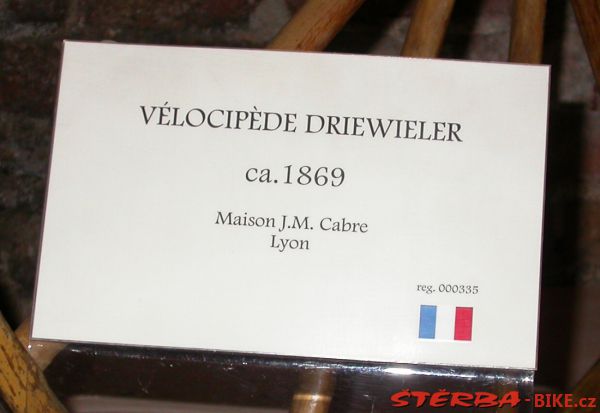 VÉLOCIPÈDE DRIEWIELER
ca.1869
Maison J.M. Cabre
Lyon
reg. 000335
ŠTĚRBA-BIKE.cz